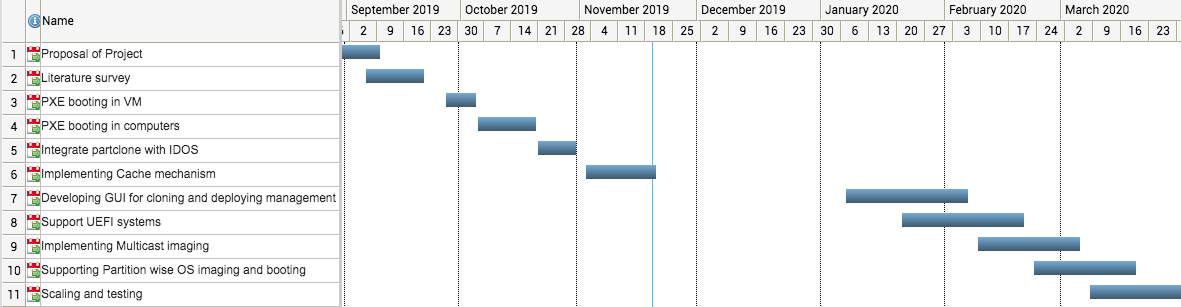 September 2019 October 2019 November 2019 December 2019 January 2020 February 2020 March 2020
Name
2 9 16 23 30 7 14 21 28 4 11 18 25 2 9 16 23 30 6 13 20 27 3 10 17 24 2 9 16 23
1 Proposal of Project
2 Literature survey
3 PXE booting in VM
4 PXE booting in computers
5 Integrate partclone with IDOS
6 Implementing Cache mechanism
7 Developing GUI for cloning and deploying management
8 Support UEFI systems
9 Implementing Multicast imaging
10 Supporting Partition wise OS imaging and booting
11 Scaling and testing